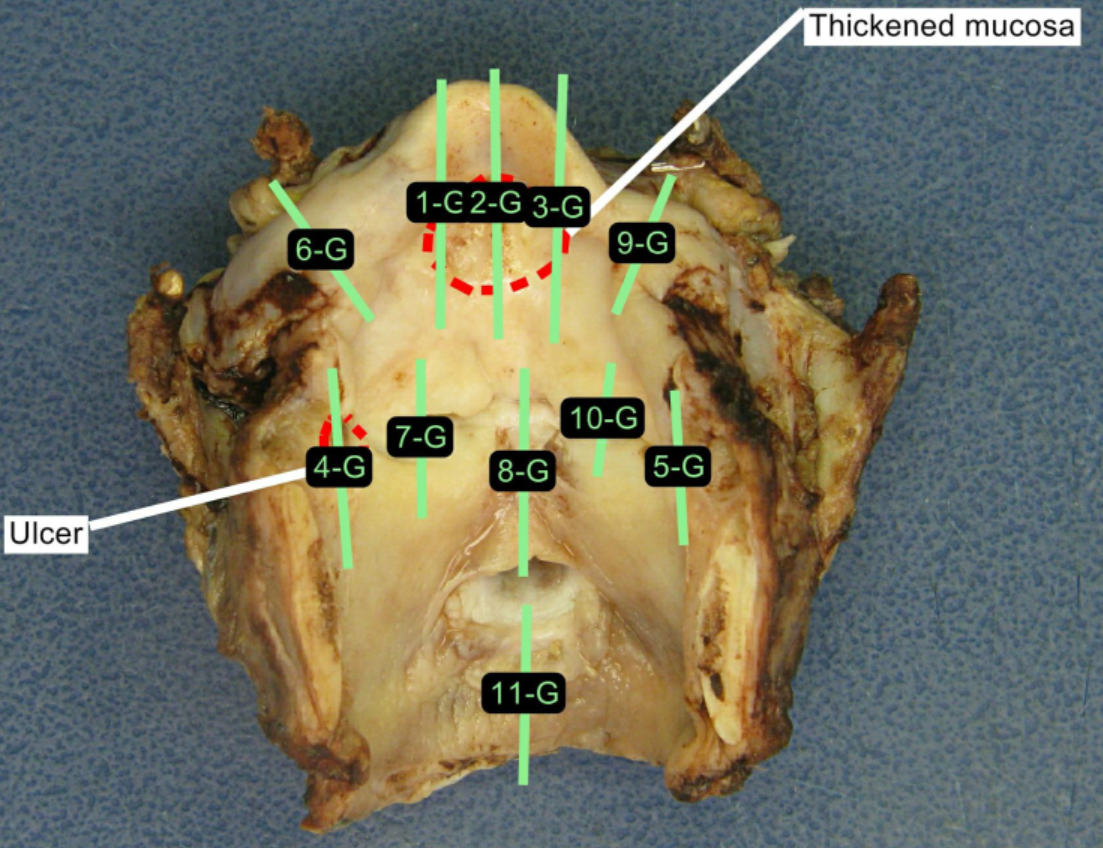 Thickened mucosa
1-G
2-G
3-G
6-G
9-G
7-G
10-G
4-G
8-G
5-G
Ulcer
11-G